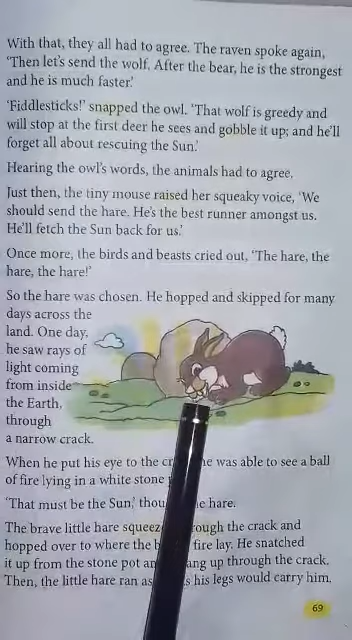 With that, they all had to agree. The raven spoke again,
'Then let's send the wolf. After the bear, he is the strongest
and he is much faster.'
'Fiddlesticks!' snapped the owl. 'That wolf is greedy and
will stop at the first deer he sees and gobble it up; and he'll
forget all about rescuing the Sun.'
Hearing the owl's words, the animals had to agree.
Just then, the tiny mouse raised her squeaky voice, 'We
should send the hare. He's the best runner amongst us.
He'll fetch the Sun back for us.'
Once more, the birds and beasts cried out, 'The hare, the
hare, the hare!'
So the hare was chosen. He hopped and skipped for many
days across the
land. One day,
he saw rays of
light coming
from inside
the Earth,
through
a narrow crack.
When he put his eye to the he was able to see a ball
of fire lying in a white stone
'That must be the Sun,' hare.
The brave little hare through the crack and
hopped over to where the fire lay. He snatched
it up from the stone pot up through the crack.
Then, the little hare ran as his legs would carry him.
69